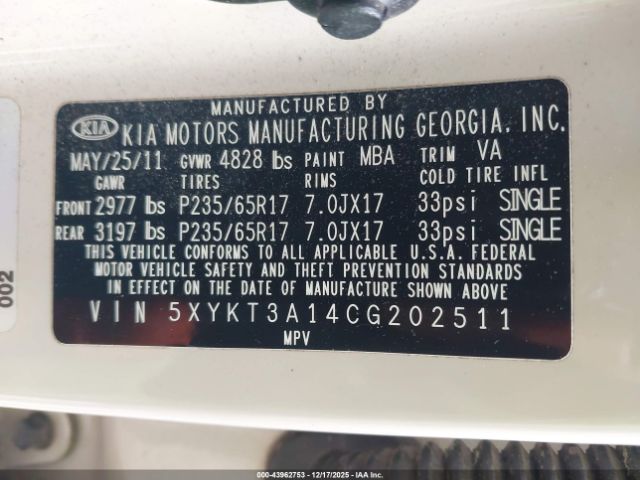 MANUFACTURED BY
KIA KIA MOTORS MANUFACTURING GEORGIA, INC.
MAY/25/11 GVWR 4828 lbs PAINT MBA TRIM VA
GAWR TIRES RIMS COLD TIRE INFL
FRONT 2977 lbs P235/65R17 7.0JX17 33psi SINGLE
REAR 3197 lbs P235/65R17 7.0JX17 33psi SINGLE
THIS VEHICLE CONFORMS TO ALL APPLICABLE U.S.A. FEDERAL
MOTOR VEHICLE SAFETY AND THEFT PREVENTION STANDARDS
IN EFFECT ON THE DATE OF MANUFACTURE SHOWN ABOVE
VIN 5XYKT3A14CG202511
MPV
002
000-43962753 - 12/17/2025 - IAA Inc.